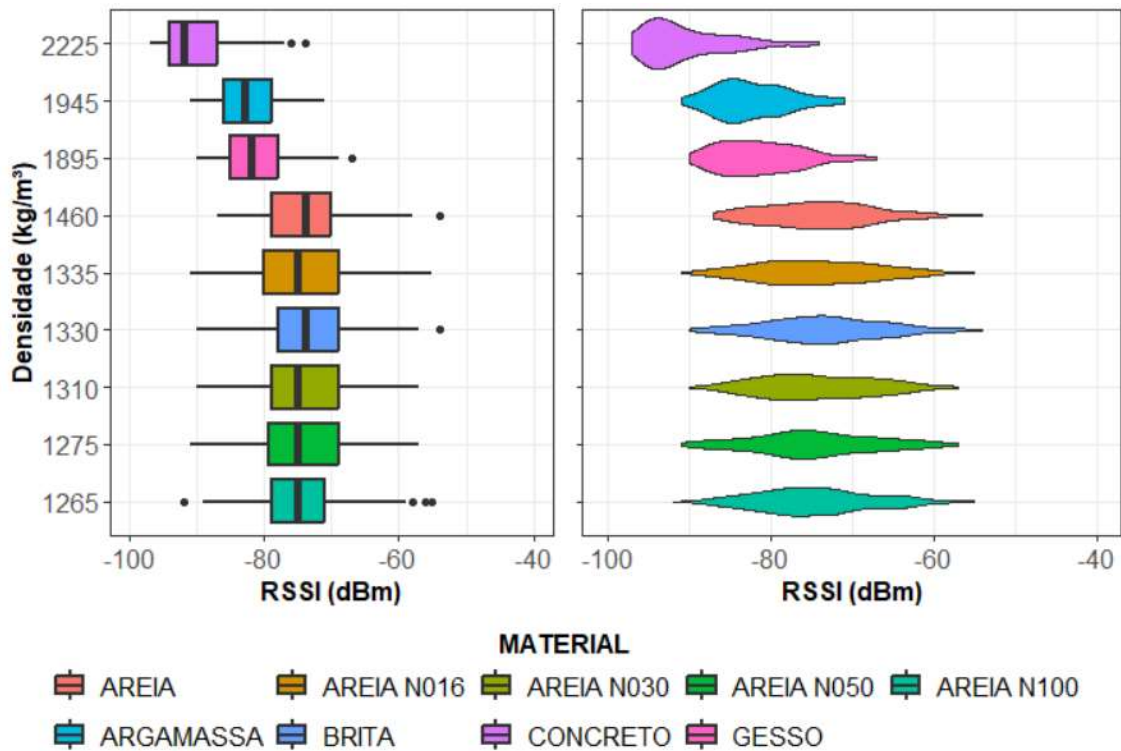 Densidade (kg/m³)
2225
1945
1895
1460
1335
1330
1310
1275
1265
-100 -80 -60 -40 -100 -80 -60 -40
RSSI (dBm) RSSI (dBm)
MATERIAL
AREIA AREIA N016 AREIA N030 AREIA N050 AREIA N100
ARGAMASSA BRITA CONCRETO GESSO